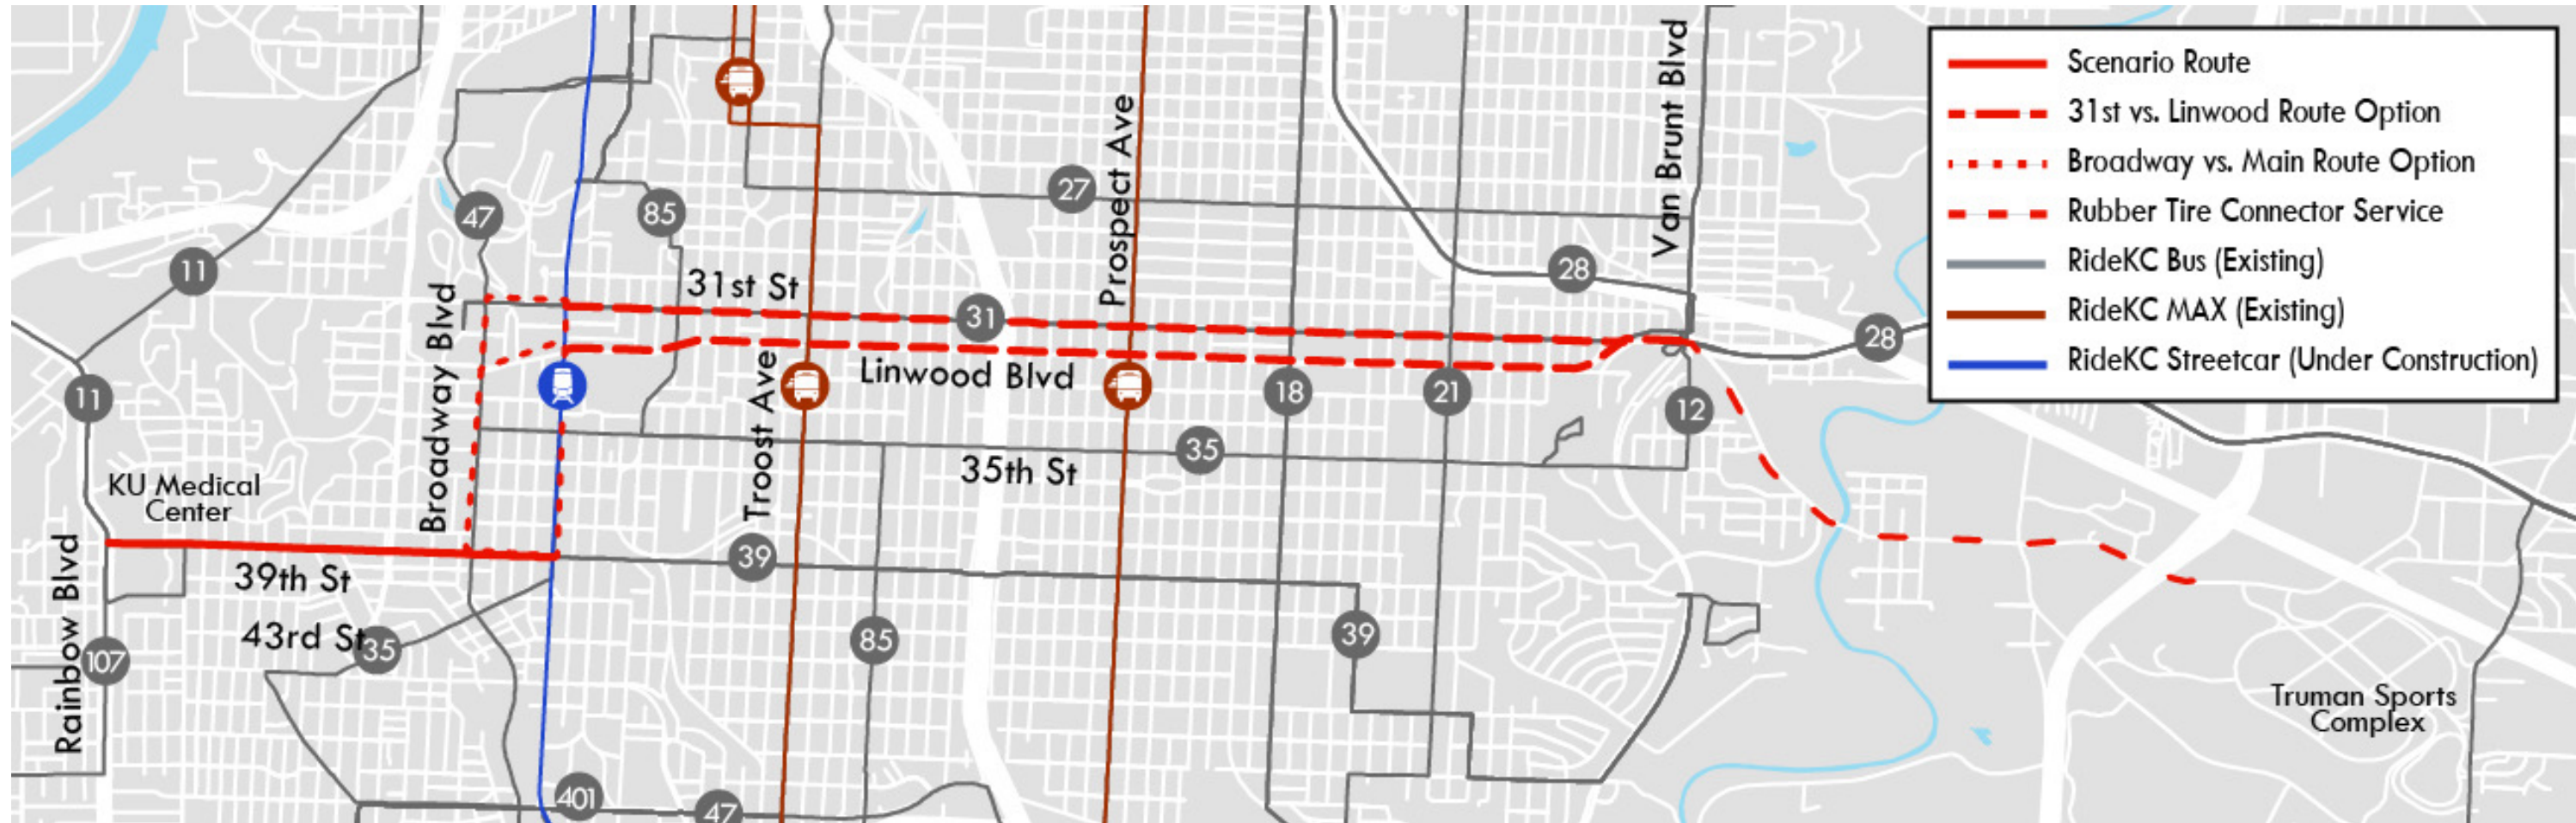 Scenario Route
31st vs. Linwood Route Option
Broadway vs. Main Route Option
Rubber Tire Connector Service
RideKC Bus (Existing)
RideKC MAX (Existing)
RideKC Streetcar (Under Construction)
Van Brunt Blvd
Prospect Ave
27
47
85
11
28
31st St
31
28
Broadway Blvd
Troost Ave
Linwood Blvd
11
18
21
12
35
35th St
KU Medical
Center
Rainbow Blvd
39th St
39
43rd St
35
107
85
39
Truman Sports
Complex
401
47